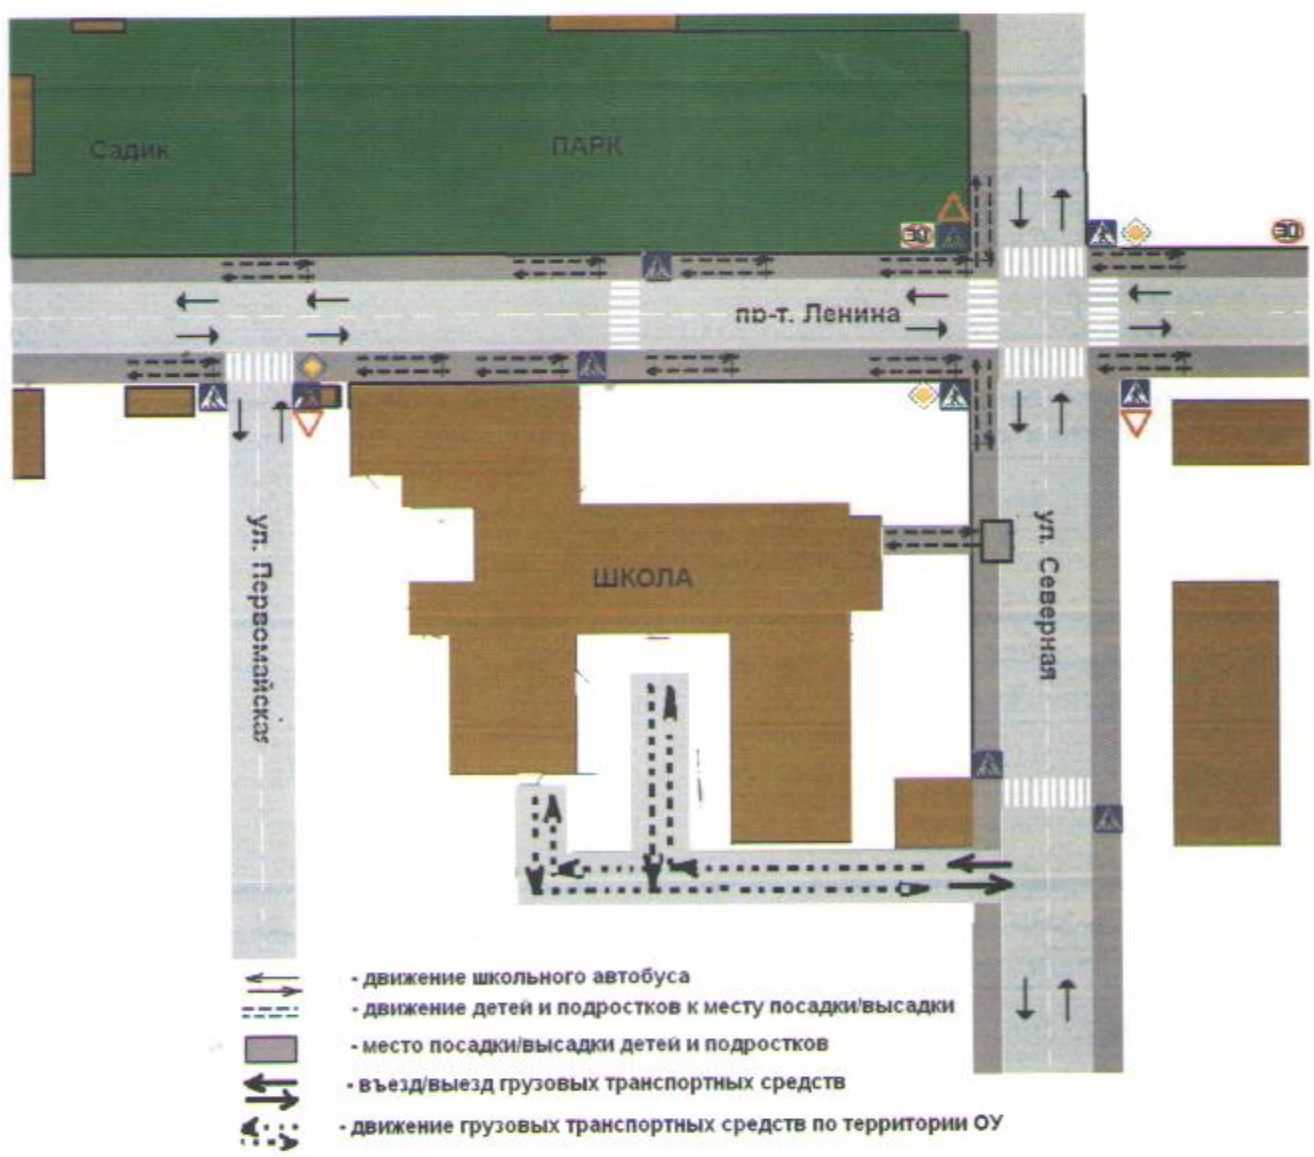 Садик
ПАРК
30
30
пр-т. Ленина
ул. Первомайская
ШКОЛА
ул. Северная
- движение школьного автобуса
- движение детей и подростков к месту посадки/высадки
- место посадки/высадки детей и подростков
- въезд/выезд грузовых транспортных средств
- движение грузовых транспортных средств по территории ОУ